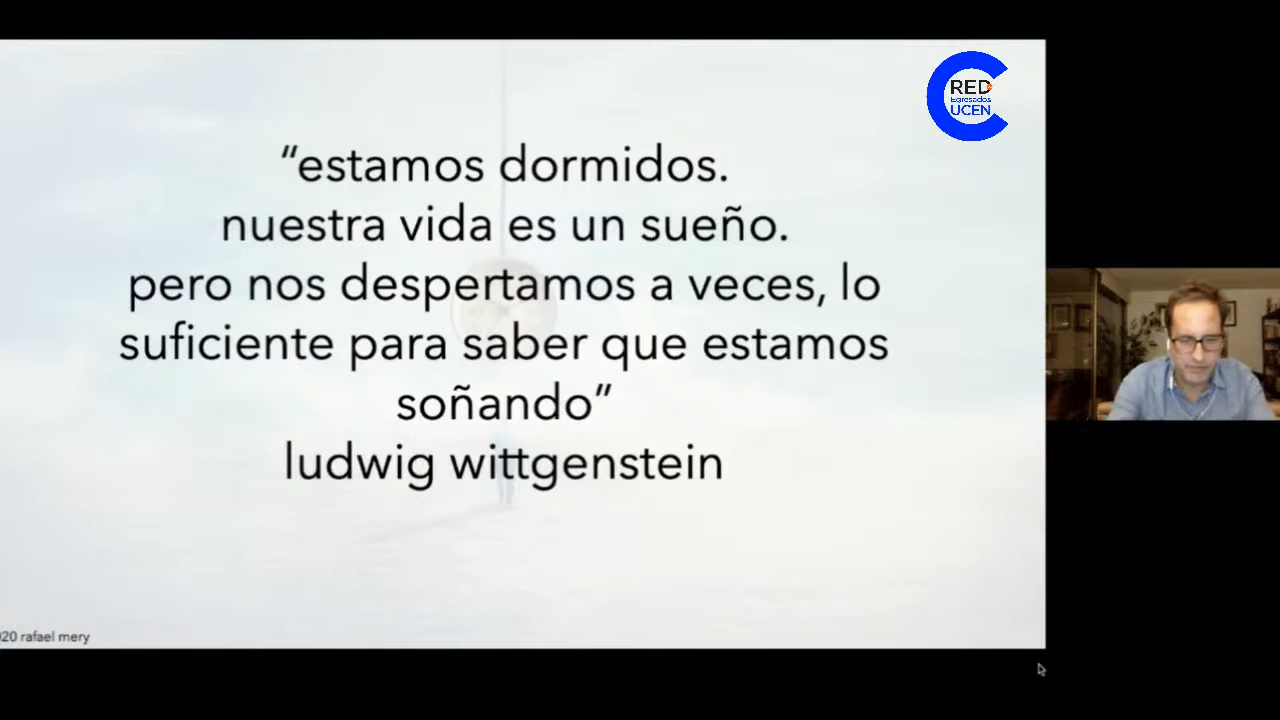 RED
Egresados
UCEN
“estamos dormidos.
nuestra vida es un sueño.
pero nos despertamos a veces, lo
suficiente para saber que estamos
soñando”
ludwig wittgenstein
20 rafael mery